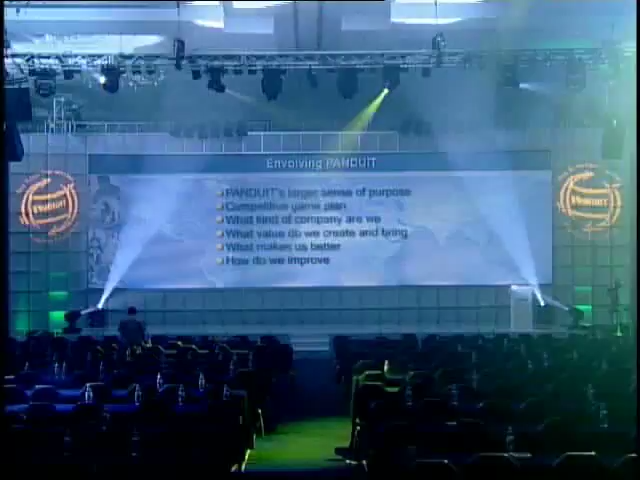 Envolving PANDUIT
PANDUIT's larger sense of purpose
Competitive game plan
What kind of company are we
What value do we create and bring
What makes us better
How do we improve
PANDUIT
PANDUIT